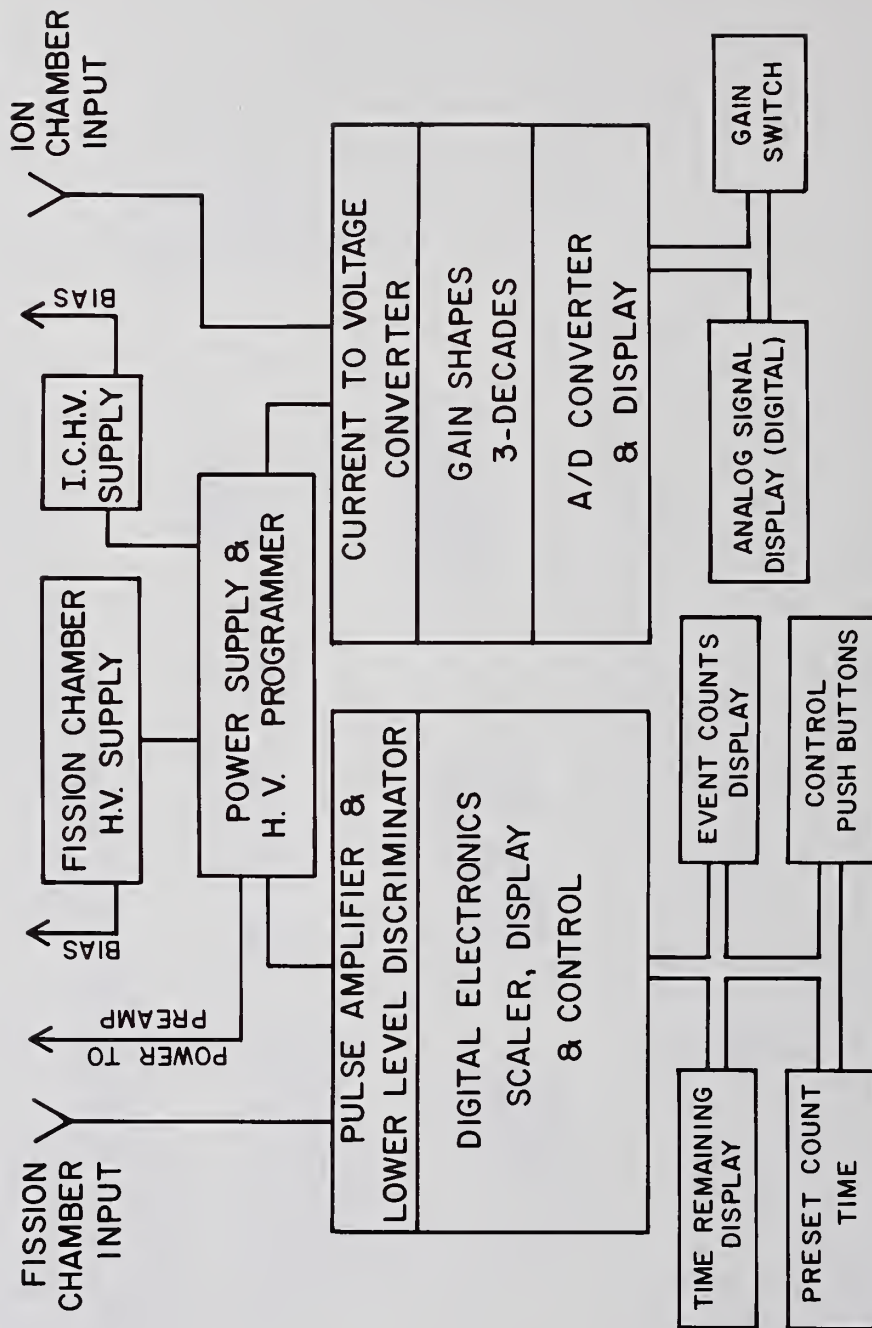 FISSION
CHAMBER
INPUT
POWER TO
PREAMP
BIAS
FISSION CHAMBER
H.V. SUPPLY
I.C.H.V.
SUPPLY
BIAS
ION
CHAMBER
INPUT
POWER SUPPLY &
H. V. PROGRAMMER
PULSE AMPLIFIER &
LOWER LEVEL DISCRIMINATOR
DIGITAL ELECTRONICS
SCALER, DISPLAY
& CONTROL
CURRENT TO VOLTAGE
CONVERTER
GAIN SHAPES
3-DECADES
A/D CONVERTER
& DISPLAY
TIME REMAINING
DISPLAY
EVENT COUNTS
DISPLAY
PRESET COUNT
TIME
CONTROL
PUSH BUTTONS
ANALOG SIGNAL
DISPLAY (DIGITAL)
GAIN
SWITCH